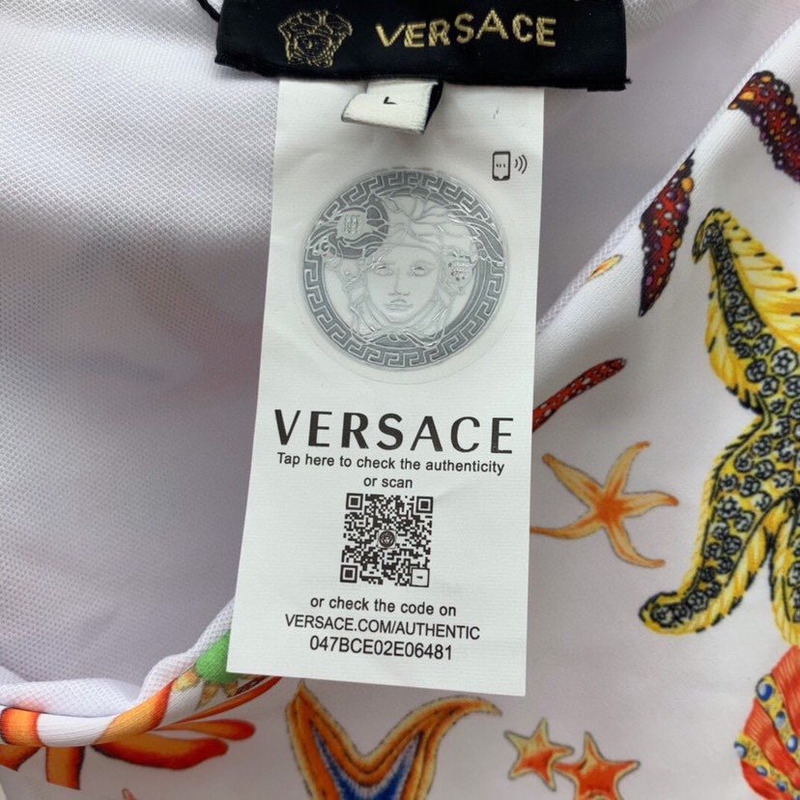 VERSACE
L
VERSACE
Tap here to check the authenticity
or scan
or check the code on
VERSACE.COM/AUTHENTIC
047BCE02E06481